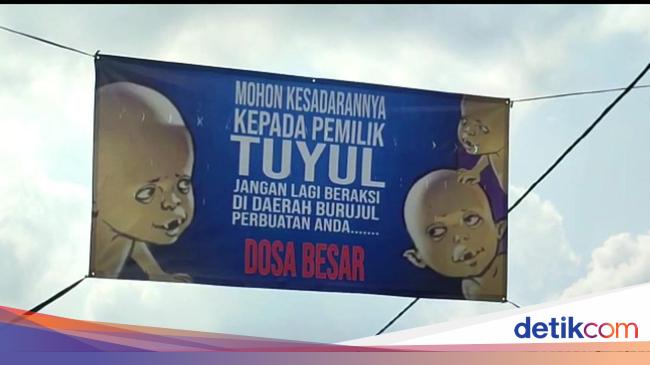 MOHON KESADARANNYA
KEPADA PEMILIK
TUYUL
JANGAN LAGI BERAKSI
DI DAERAH BURUJUL
PERBUATAN ANDA.......
DOSA BESAR
detikcom